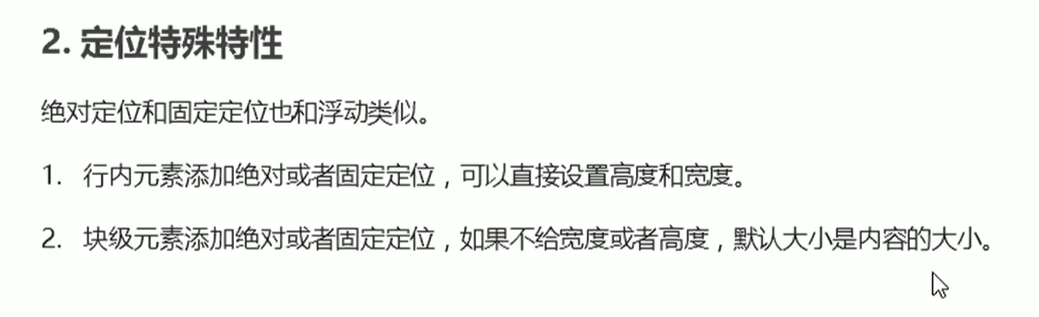 2. 定位特殊特性
绝对定位和固定定位也和浮动类似。
1. 行内元素添加绝对或者固定定位，可以直接设置高度和宽度。
2. 块级元素添加绝对或者固定定位，如果不给宽度或者高度，默认大小是内容的大小。